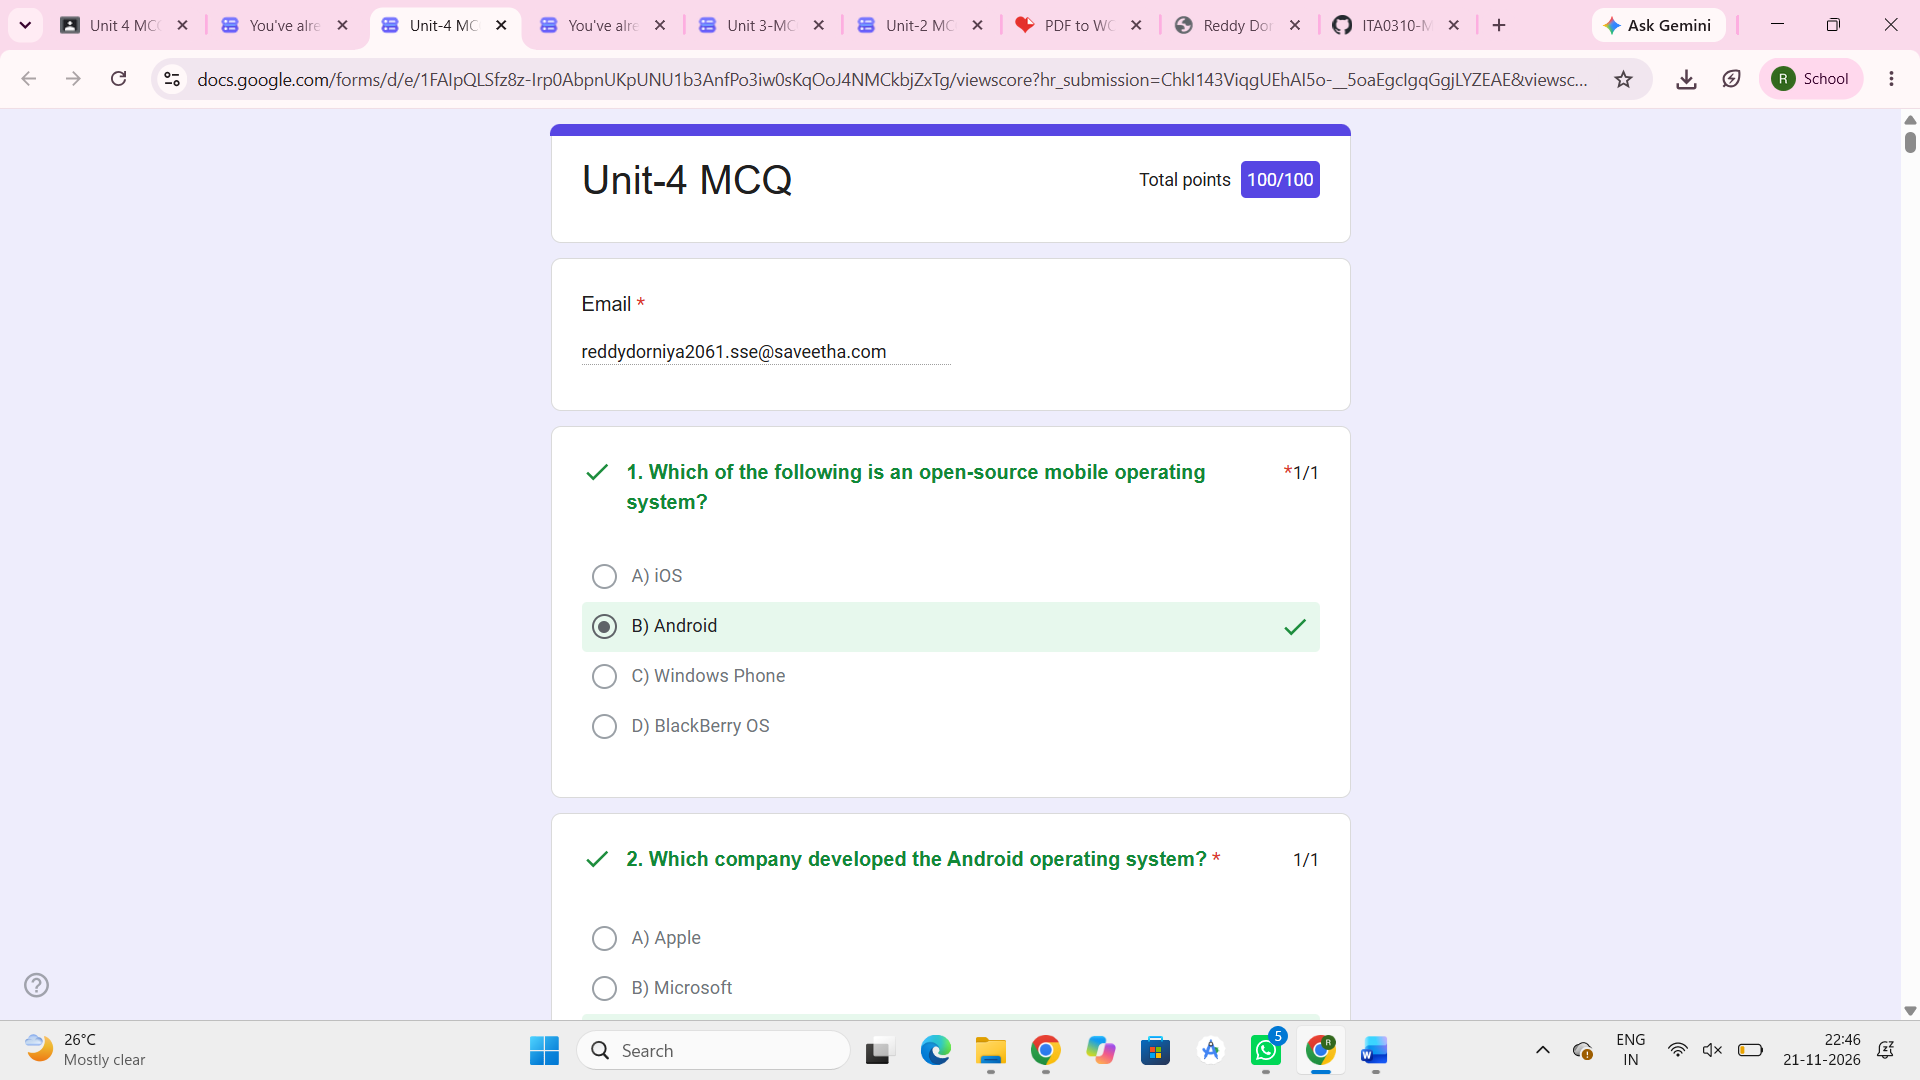 Unit 4 MCC
You've alre
Unit-4 MC
You've alre
Unit 3-MC
Unit-2 MC
PDF to WO
Reddy Dor
ITA0310-M
Ask Gemini
docs.google.com/forms/d/e/1FAIpQLSfz8z-Irp0AbpnUKpUNU1b3AnfPo3iw0sKqOoJ4NMCkbjZxTg/viewscore?hr_submission=ChkI143ViqgUEhAI5o-__5oaEgcIgqGgjLYZEAE&viewsc...
R
School
Unit-4 MCQ
Total points 100/100
Email *
reddydorniya2061.sse@saveetha.com
1. Which of the following is an open-source mobile operating *1/1
system?
A) iOS
B) Android
C) Windows Phone
D) BlackBerry OS
2. Which company developed the Android operating system? * 1/1
A) Apple
B) Microsoft
26°C
Mostly clear
Search
5
R
W
ENG
IN
22:46
21-11-2026